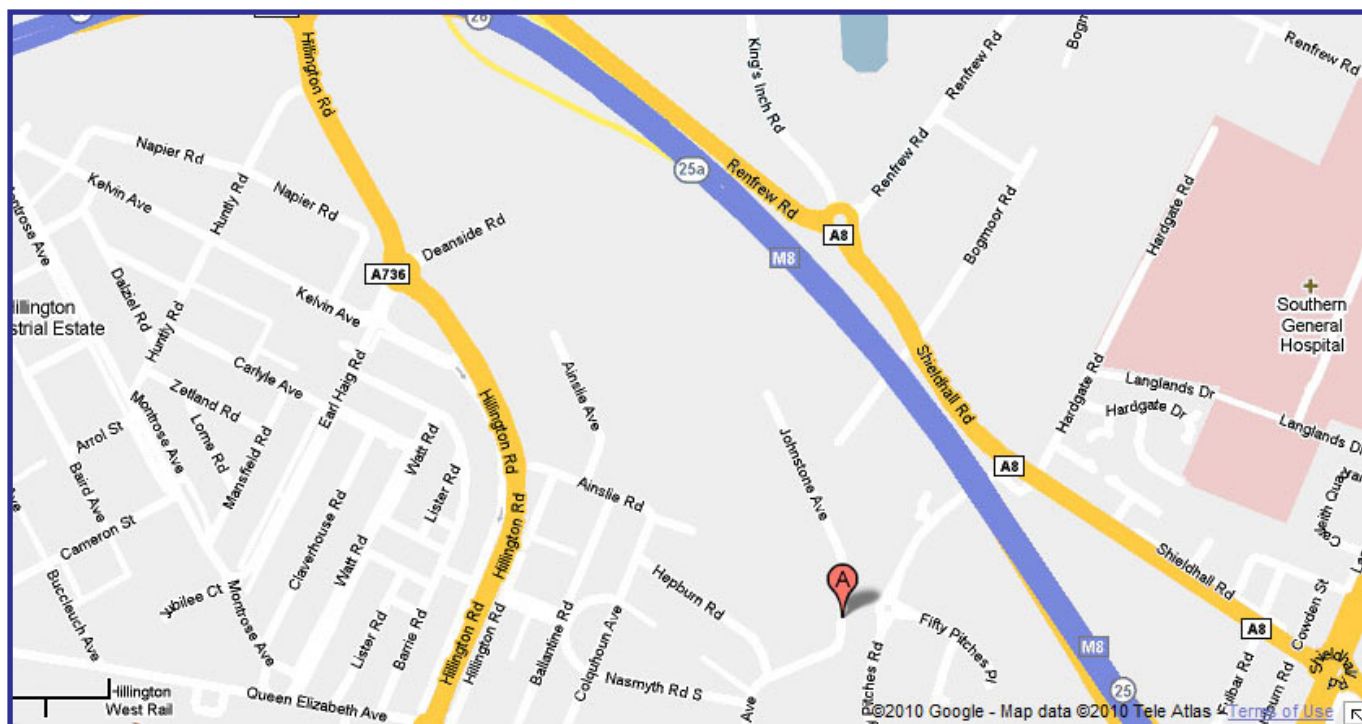 26
Hillington Rd
King's Inch Rd
Renfrew Rd
Renfrew Rd
Napier Rd
Kelvin Ave
Huntly Rd
Napier Rd
25a
Renfrew Rd
Renfrew Rd
A8
M8
Bogmoor Rd
Hardgate Rd
Montrose Ave
Deanside Rd
A736
Dalziel Rd
Kelvin Ave
Southern
General
Hospital
Huntly Rd
Carlyle Ave
Zetland Rd
Earl Haig Rd
Ainslie Ave
Hillington Rd
Shieldhall Rd
Hardgate Rd
Langlands Dr
Hardgate Dr
Langlands Dr
Arrol St
Lorne Rd
Montrose Ave
Mansfield Rd
Watt Rd
Lister Rd
Johnstone Ave
A8
Baird Ave
Cameron St
Claverhouse Rd
Watt Rd
Hillington Rd
Ainslie Rd
Shieldhall Rd
Buccleuch Ave
Jubilee Ct
Montrose Ave
Lister Rd
Barrie Rd
Hillington Rd
Hillington Rd
Ballantine Rd
Colquhoun Ave
Hepburn Rd
A
Fifty Pitches Pl
M8
A8
Cowden St
Fulbar Rd
Nasmyth Rd S
Ave
Pitches Rd
25
Hillington
West Rail
Queen Elizabeth Ave
©2010 Google - Map data ©2010 Tele Atlas - Terms of Use